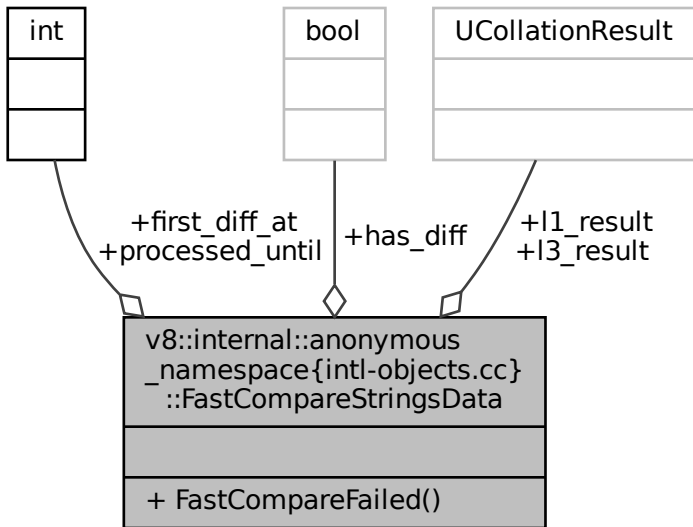 int
bool
UCollationResult
+first_diff_at
+processed_until
+has_diff
+l1_result
+l3_result
v8::internal::anonymous
_namespace{intl-objects.cc}
::FastCompareStringsData
+ FastCompareFailed()